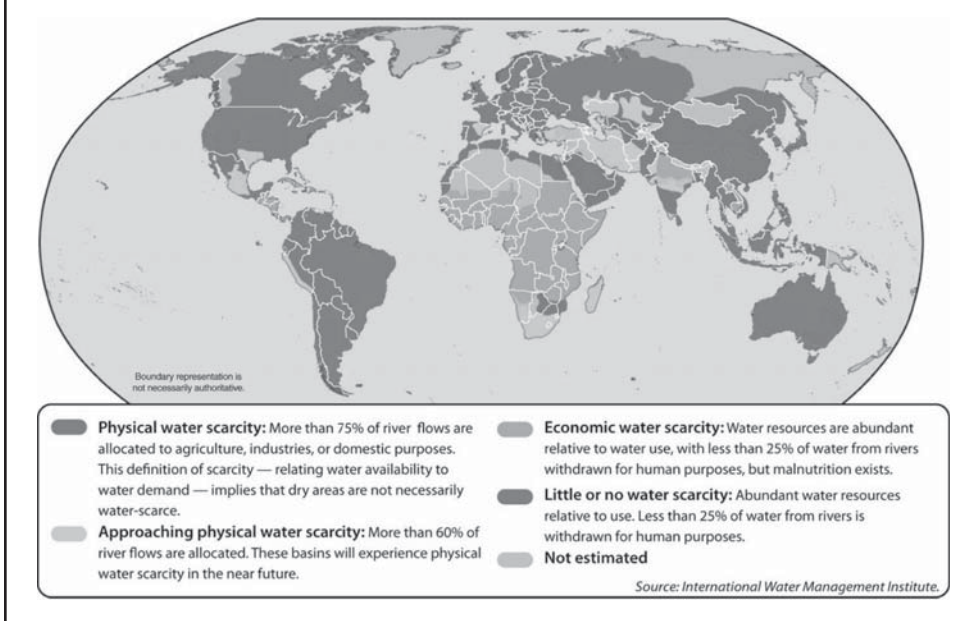 Boundary representation is
not necessarily authoritative.
Physical water scarcity: More than 75% of river flows are
allocated to agriculture, industries, or domestic purposes.
This definition of scarcity — relating water availability to
water demand — implies that dry areas are not necessarily
water-scarce.
Approaching physical water scarcity: More than 60% of
river flows are allocated. These basins will experience physical
water scarcity in the near future.
Economic water scarcity: Water resources are abundant
relative to water use, with less than 25% of water from rivers
withdrawn for human purposes, but malnutrition exists.
Little or no water scarcity: Abundant water resources
relative to use. Less than 25% of water from rivers is
withdrawn for human purposes.
Not estimated
Source: International Water Management Institute.